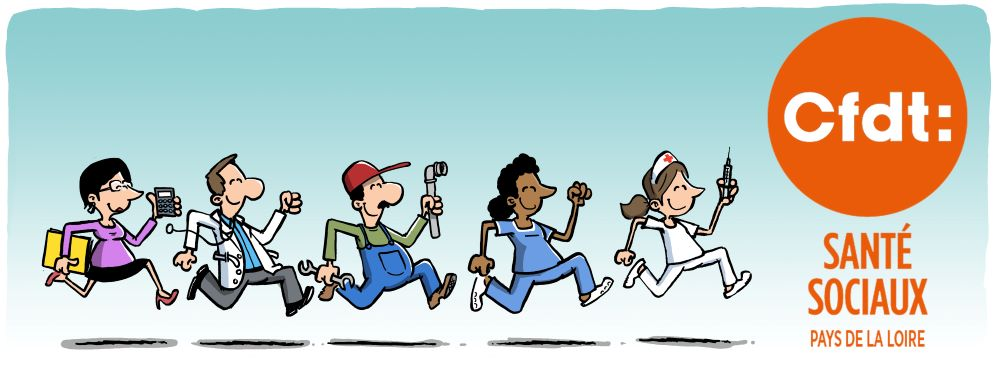 Cfdt:
SANTÉ
SOCIAUX
PAYS DE LA LOIRE